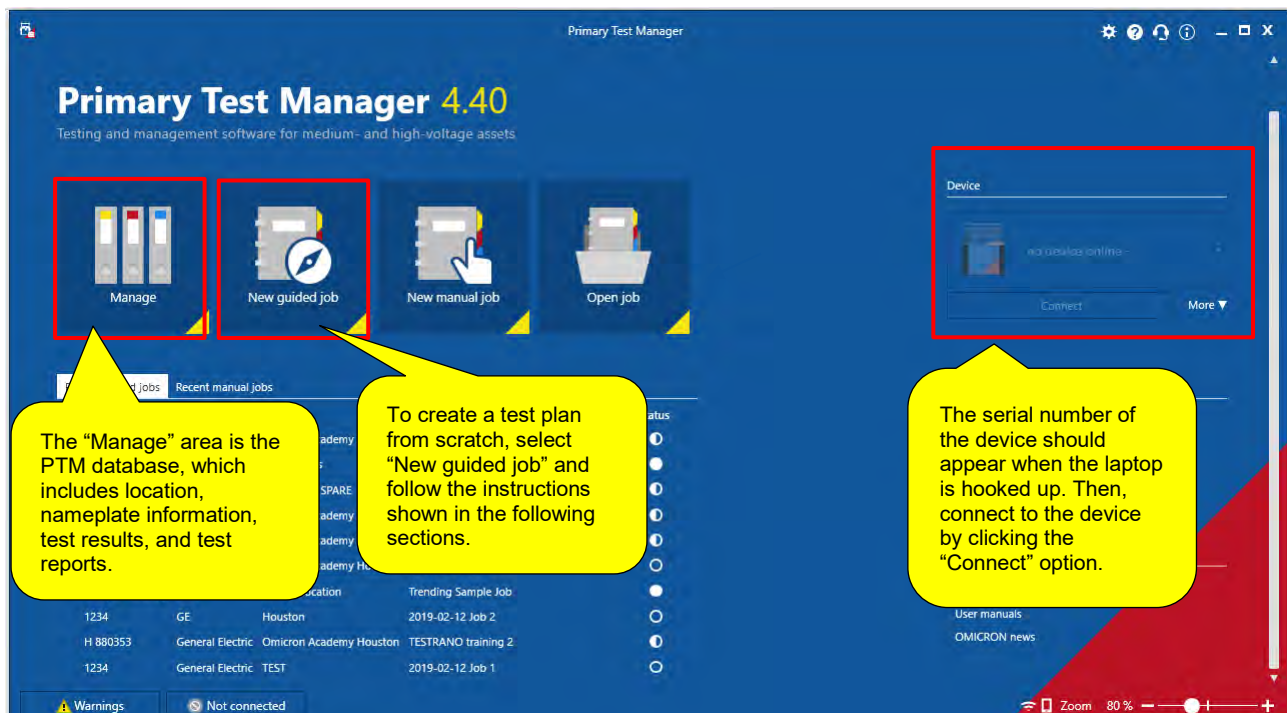 Primary Test Manager
Primary Test Manager 4.40
Testing and management software for medium- and high-voltage assets
Manage
New guided job
New manual job
Open job
Device
no device online
Connect
More
jobs
Recent manual jobs
The “Manage” area is the
PTM database, which
includes location,
nameplate information,
test results, and test
reports.
To create a test plan
from scratch, select
“New guided job” and
follow the instructions
shown in the following
sections.
The serial number of
the device should
appear when the laptop
is hooked up. Then,
connect to the device
by clicking the
“Connect” option.
SPARE
Trending Sample Job
1234 GE Houston 2019-02-12 Job 2
H 880353 General Electric Omicron Academy Houston TESTRANO training 2
1234 General Electric TEST 2019-02-12 Job 1
User manuals
OMICRON news
Warnings
Not connected
Zoom 80 %